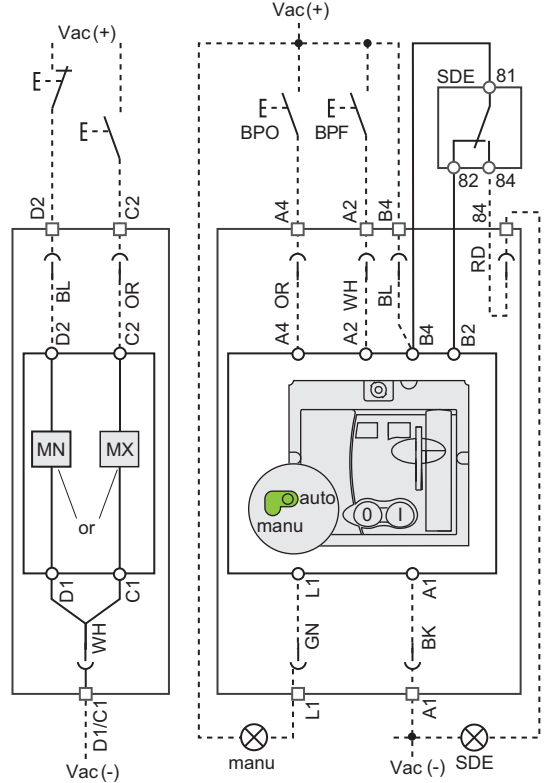 Vac(+)
Vac(+)
SDE
81
E
E
E
E
BPO
BPF
82
84
D2
C2
A4
A2
B4
84
BL
OR
OR
WH
BL
RD
D2
C2
A4
A2
B4
B2
MN
MX
or
auto
manu
0
I
D1
C1
L1
A1
WH
GN
BK
D1/C1
L1
A1
manu
SDE
Vac(-)
Vac (-)